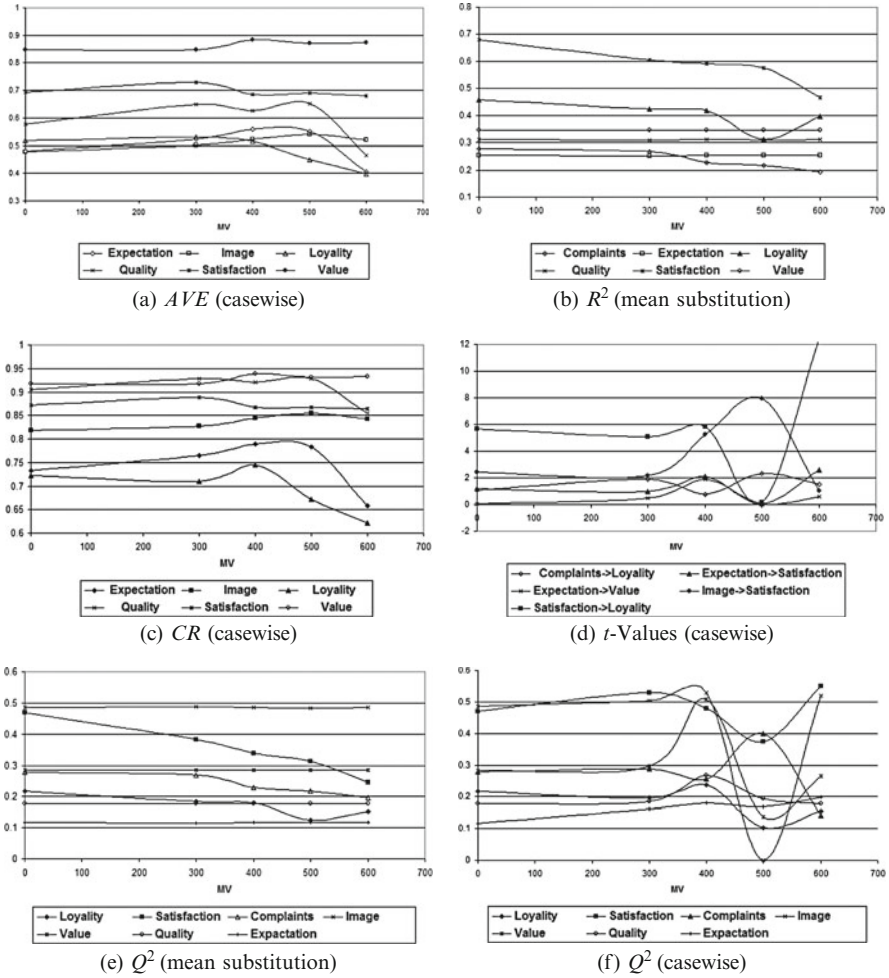 1
0.9
0.8
0.7
0.6
0.5
0.4
0.3
0 100 200 300 400 500 600 700
MV
Expectation Image Loyality
Quality Satisfaction Value
(a) AVE (casewise)
0.8
0.7
0.6
0.5
0.4
0.3
0.2
0.1
0 100 200 300 400 500 600 700
MV
Complaints Expectation Loyality
Quality Satisfaction Value
(b) R² (mean substitution)
1
0.95
0.9
0.85
0.8
0.75
0.7
0.65
0.6
0 100 200 300 400 500 600 700
MV
Expectation Image Loyality
Quality Satisfaction Value
(c) CR (casewise)
12
10
8
6
4
2
0
-2
0 100 200 300 400 500 600 700
MV
Complaints->Loyality Expectation->Satisfaction
Expectation->Value Image->Satisfaction
Satisfaction->Loyality
(d) t-Values (casewise)
0.6
0.5
0.4
0.3
0.2
0.1
0
0 100 200 300 400 500 600 700
MV
Loyality Satisfaction Complaints Image
Value Quality Expactation
(e) Q² (mean substitution)
0.6
0.5
0.4
0.3
0.2
0.1
0
0 100 200 300 400 500 600 700
MV
Loyality Satisfaction Complaints Image
Value Quality Expactation
(f) Q² (casewise)